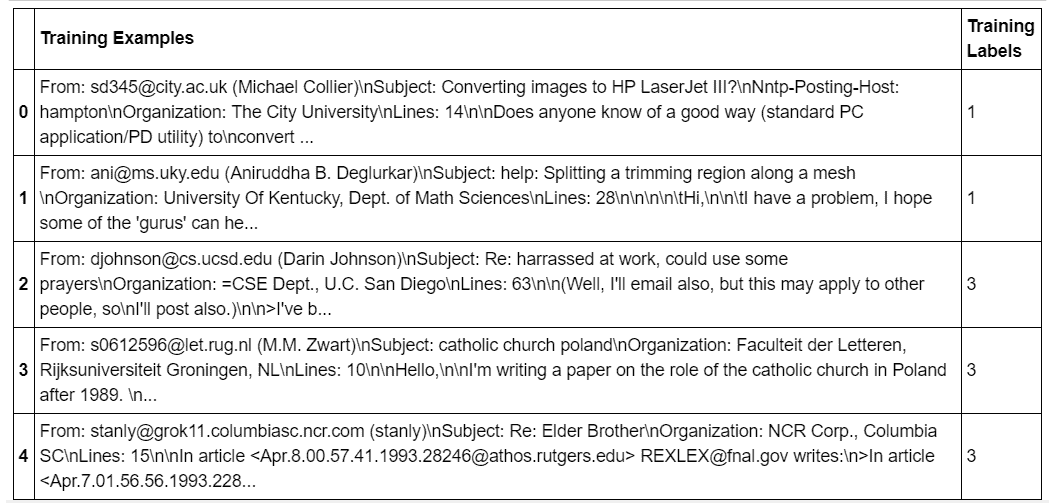 Training Examples
Training
Labels
0
From: sd345@city.ac.uk (Michael Collier)\nSubject: Converting images to HP LaserJet III?\nNntp-Posting-Host:
hampton\nOrganization: The City University\nLines: 14\n\nDoes anyone know of a good way (standard PC
application/PD utility) to\nconvert ...
1
1
From: ani@ms.uky.edu (Aniruddha B. Deglurkar)\nSubject: help: Splitting a trimming region along a mesh
\nOrganization: University Of Kentucky, Dept. of Math Sciences\nLines: 28\n\n\n\n\tHi,\n\n\tI have a problem, I hope
some of the 'gurus' can he...
1
2
From: djohnson@cs.ucsd.edu (Darin Johnson)\nSubject: Re: harrassed at work, could use some
prayers\nOrganization: =CSE Dept., U.C. San Diego\nLines: 63\n\n(Well, I'll email also, but this may apply to other
people, so\nI'll post also.)\n\n>I've b...
3
3
From: s0612596@let.rug.nl (M.M. Zwart)\nSubject: catholic church poland\nOrganization: Faculteit der Letteren,
Rijksuniversiteit Groningen, NL\nLines: 10\n\nHello,\n\nI'm writing a paper on the role of the catholic church in Poland
after 1989. \n...
3
4
From: stanly@grok11.columbiasc.ncr.com (stanly)\nSubject: Re: Elder Brother\nOrganization: NCR Corp., Columbia
SC\nLines: 15\n\nIn article <Apr.8.00.57.41.1993.28246@athos.rutgers.edu> REXLEX@fnal.gov writes:\n>In article
<Apr.7.01.56.56.1993.228...
3